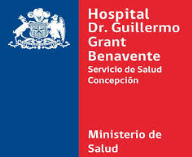 Hospital
Dr. Guillermo
Grant
Benavente
Servicio de Salud
Concepción
Ministerio de
Salud